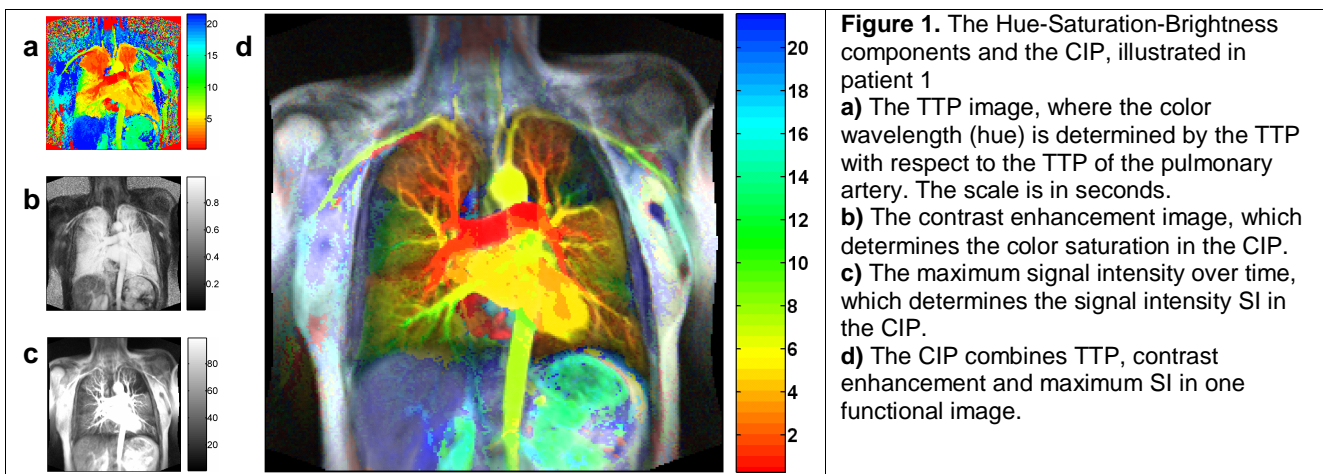 a
20
15
10
5
b
0.8
0.6
0.4
0.2
c
80
60
40
20
d
20
18
16
14
12
10
8
6
4
2
Figure 1. The Hue-Saturation-Brightness
components and the CIP, illustrated in
patient 1
a) The TTP image, where the color
wavelength (hue) is determined by the TTP
with respect to the TTP of the pulmonary
artery. The scale is in seconds.
b) The contrast enhancement image, which
determines the color saturation in the CIP.
c) The maximum signal intensity over time,
which determines the signal intensity SI in
the CIP.
d) The CIP combines TTP, contrast
enhancement and maximum SI in one
functional image.